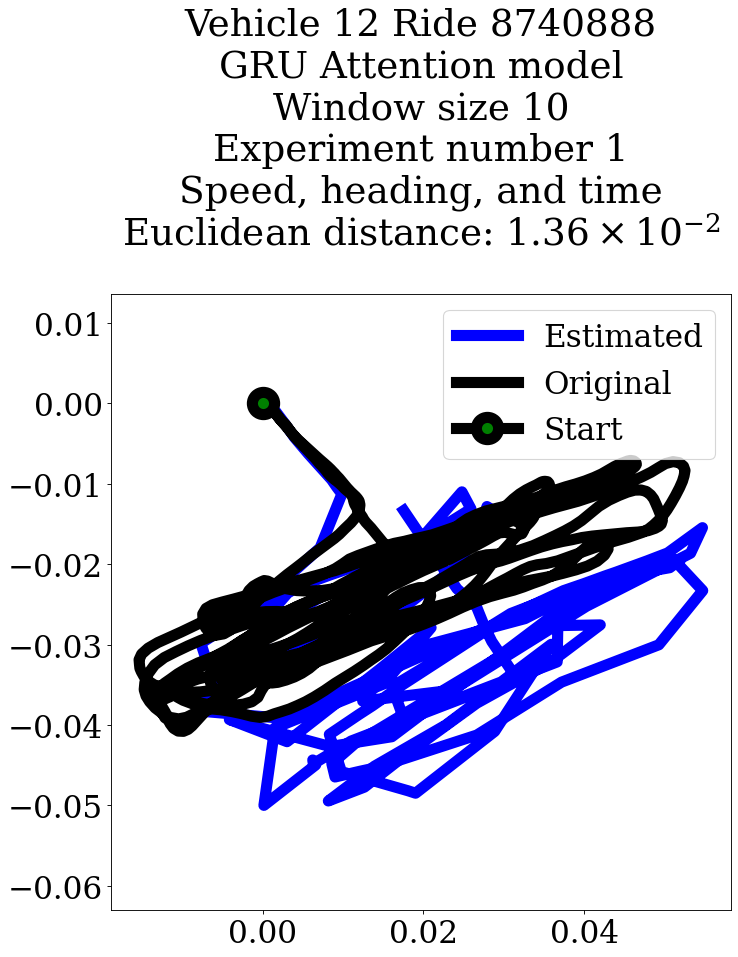 Vehicle 12 Ride 8740888
GRU Attention model
Window size 10
Experiment number 1
Speed, heading, and time
Euclidean distance: 1.36 × 10⁻²
Estimated
Original
Start
0.01
0.00
−0.01
−0.02
−0.03
−0.04
−0.05
−0.06
0.00 0.02 0.04